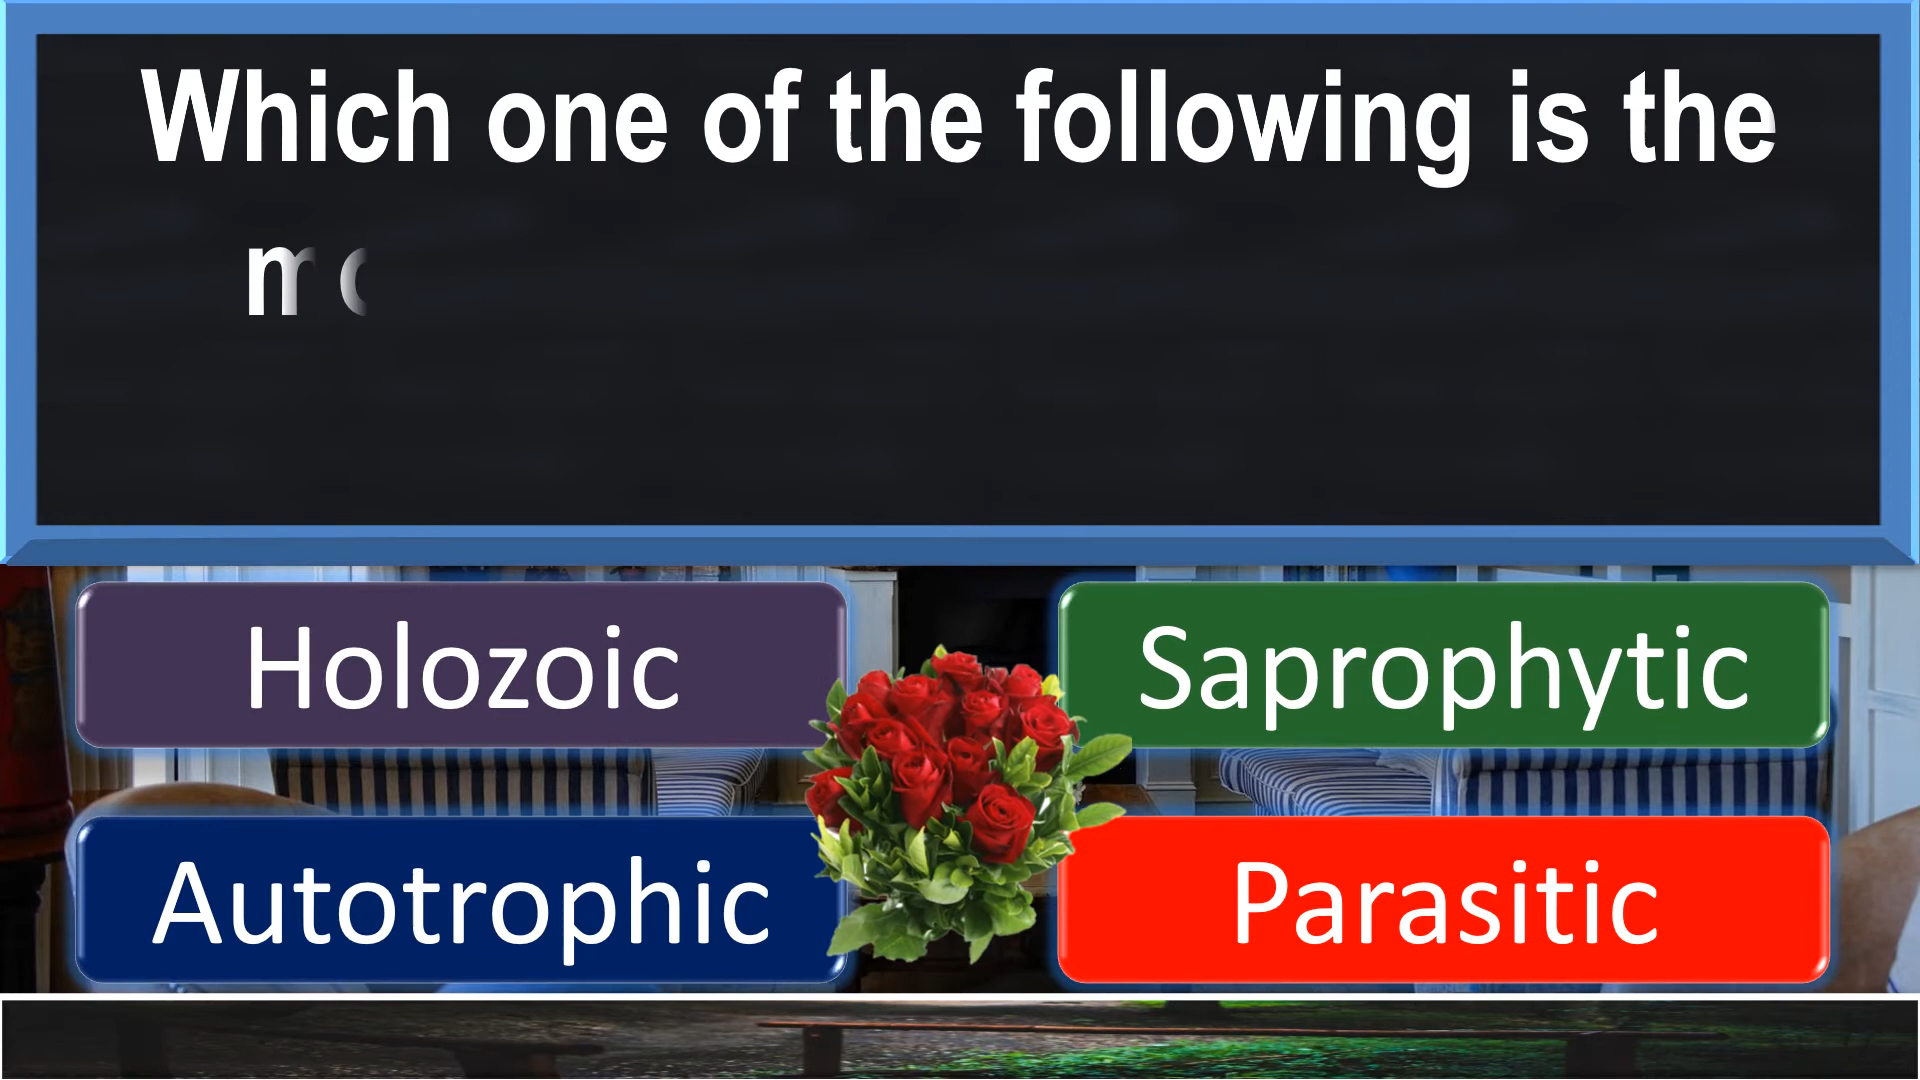 Which one of the following is the
Holozoic
Saprophytic
Autotrophic
Parasitic